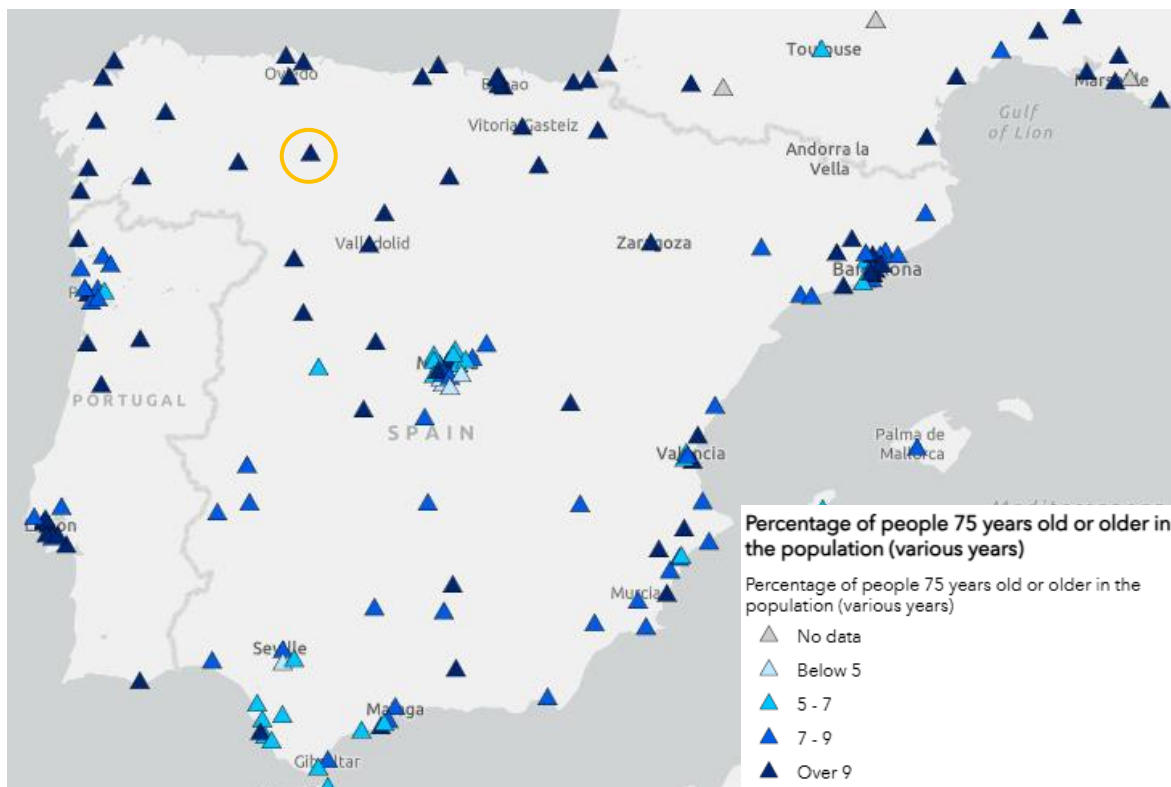 Toulouse
Oviedo
Bilbao
Marseille
Gulf
of Lion
Vitoria-Gasteiz
Andorra la
Vella
Valladolid
Zaragoza
Barcelona
PORTUGAL
SPAIN
Palma de
Mallorca
Valencia
Lisbon
Percentage of people 75 years old or older in
the population (various years)
Percentage of people 75 years old or older in the
population (various years)
No data
Below 5
5 - 7
7 - 9
Over 9
Murcia
Seville
Malaga
Gibraltar